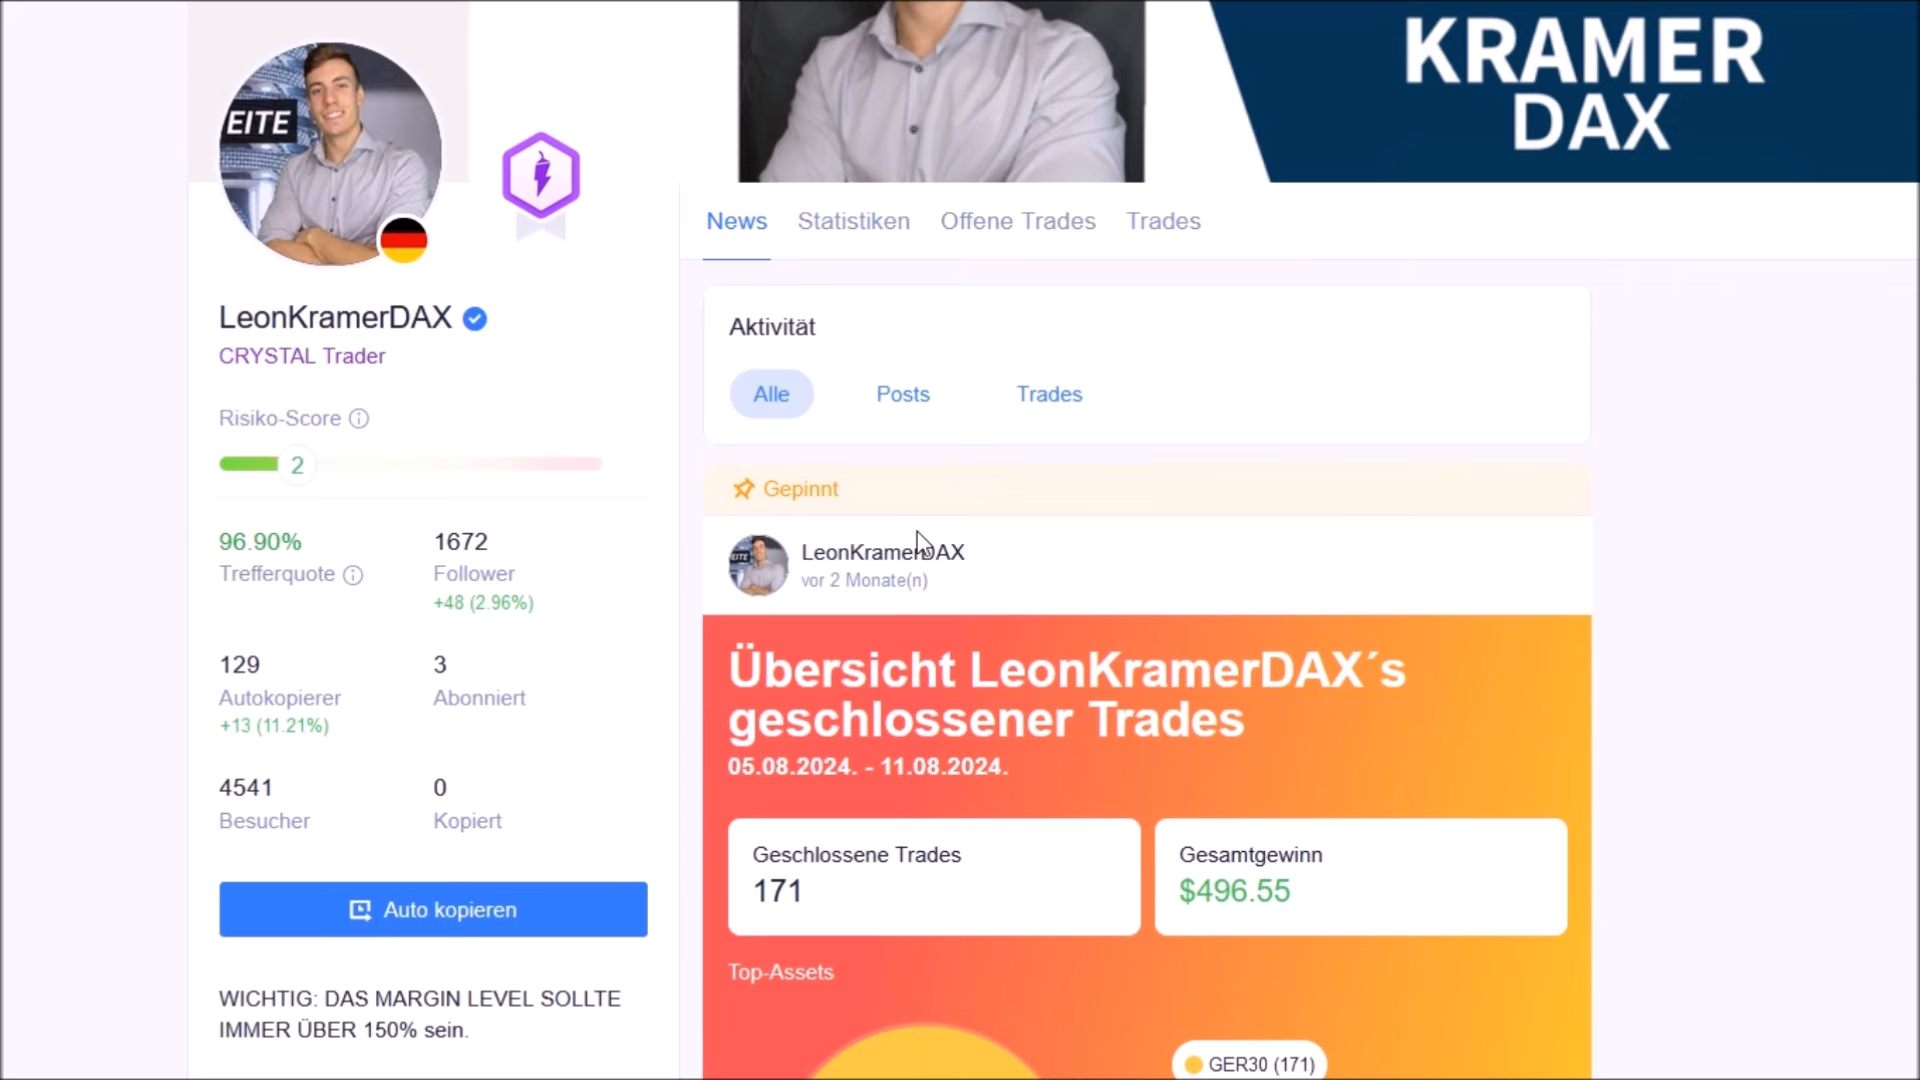 KRAMER
DAX
EITE
LeonKramerDAX
CRYSTAL Trader
Risiko-Score
2
96.90%
Trefferquote
1672
Follower
+48 (2.96%)
129
Autokopierer
+13 (11.21%)
3
Abonniert
4541
Besucher
0
Kopiert
Auto kopieren
WICHTIG: DAS MARGIN LEVEL SOLLTE
IMMER ÜBER 150% sein.
News Statistiken Offene Trades Trades
Aktivität
Alle Posts Trades
Gepinnt
EITE
LeonKramerDAX
vor 2 Monate(n)
Übersicht LeonKramerDAX´s
geschlossener Trades
05.08.2024. - 11.08.2024.
Geschlossene Trades
171
Gesamtgewinn
$496.55
Top-Assets
GER30 (171)